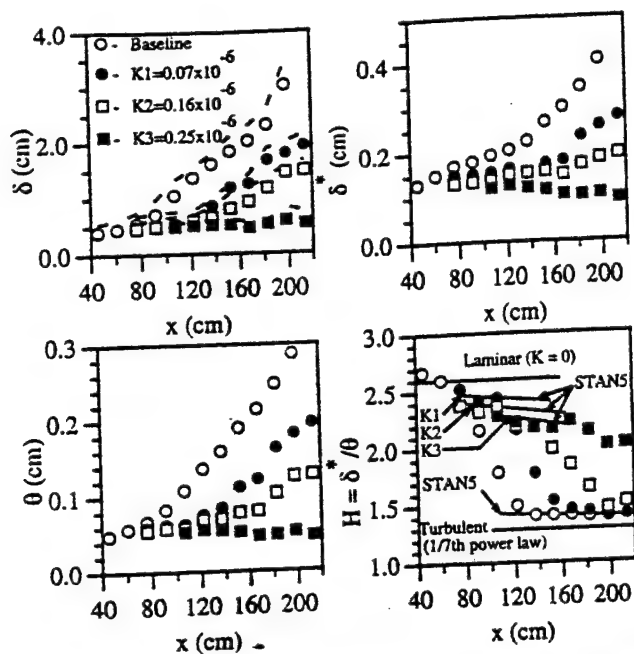 4.0
2.0
0.0
δ (cm)
○ - Baseline
● - K1=0.07x10^-6
□ - K2=0.16x10^-6
■ - K3=0.25x10^-6
40 80 120 160 200
x (cm)
0.4
0.2
0.0
δ* (cm)
40 80 120 160 200
x (cm)
0.3
0.2
0.1
0.0
θ (cm)
40 80 120 160 200
x (cm)
3.0
2.5
2.0
1.5
1.0
H = δ*/θ
Laminar (K = 0)
STAN5
K1
K2
K3
STAN5
Turbulent
(1/7th power law)
40 80 120 160 200
x (cm)